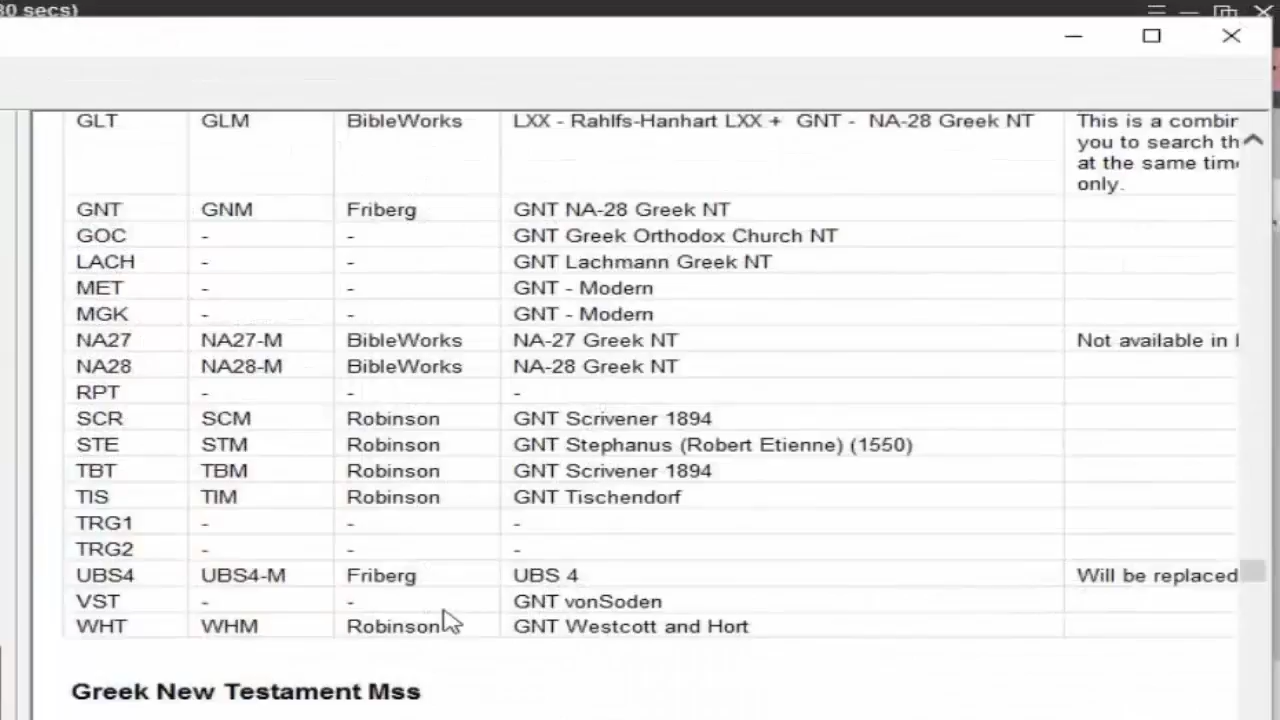 30 secs)
GLT GLM BibleWorks LXX - Rahlfs-Hanhart LXX + GNT - NA-28 Greek NT This is a combin
you to search th
at the same tim
only.
GNT GNM Friberg GNT NA-28 Greek NT
GOC - - GNT Greek Orthodox Church NT
LACH - - GNT Lachmann Greek NT
MET - - GNT - Modern
MGK - - GNT - Modern
NA27 NA27-M BibleWorks NA-27 Greek NT Not available in
NA28 NA28-M BibleWorks NA-28 Greek NT
RPT - - -
SCR SCM Robinson GNT Scrivener 1894
STE STM Robinson GNT Stephanus (Robert Etienne) (1550)
TBT TBM Robinson GNT Scrivener 1894
TIS TIM Robinson GNT Tischendorf
TRG1 - - -
TRG2 - - -
UBS4 UBS4-M Friberg UBS 4 Will be replaced
VST - - GNT vonSoden
WHT WHM Robinson GNT Westcott and Hort
Greek New Testament Mss